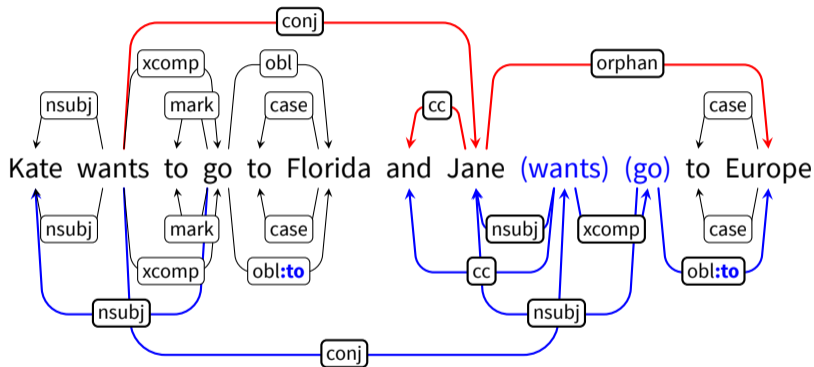 conj
xcomp obl orphan
nsubj mark case cc case
Kate wants to go to Florida and Jane (wants) (go) to Europe
nsubj mark case nsubj xcomp case
xcomp obl:to cc obl:to
nsubj nsubj
conj